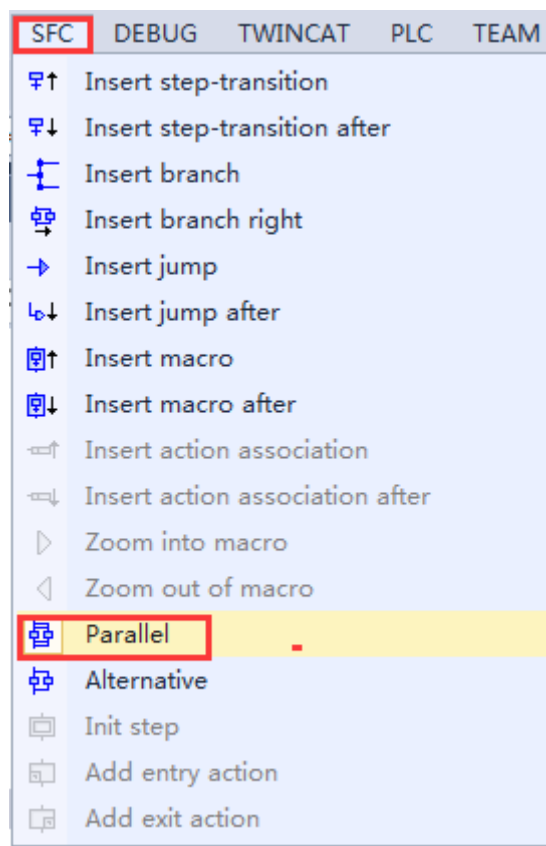 SFC DEBUG TWINCAT PLC TEAM
Insert step-transition
Insert step-transition after
Insert branch
Insert branch right
Insert jump
Insert jump after
Insert macro
Insert macro after
Insert action association
Insert action association after
Zoom into macro
Zoom out of macro
Parallel
Alternative
Init step
Add entry action
Add exit action